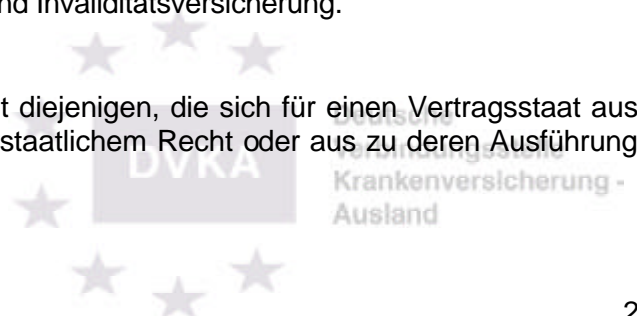 nd Invaliditätsversicherung.
t diejenigen, die sich für einen Vertragsstaat aus
staatlichem Recht oder aus zu deren Ausführung
DVKA
Deutsche
Verbindungsstelle
Krankenversicherung -
Ausland
2